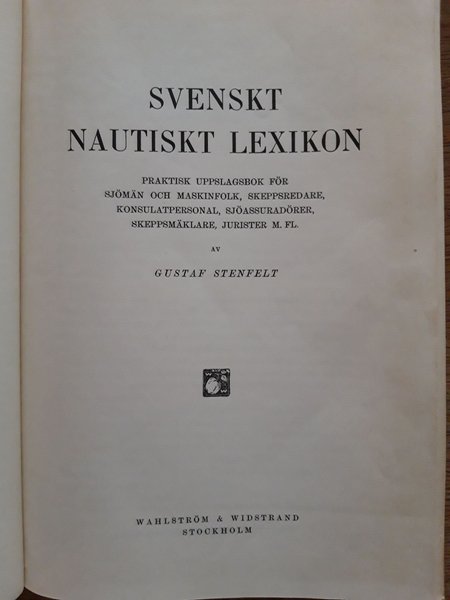 SVENSKT
NAUTISKT LEXIKON
PRAKTISK UPPSLAGSBOK FÖR
SJÖMÄN OCH MASKINFOLK, SKEPPSREDARE,
KONSULATPERSONAL, SJÖASSURADÖRER,
SKEPPSMÄKLARE, JURISTER M. FL.
AV
GUSTAF STENFELT
WAHLSTRÖM & WIDSTRAND
STOCKHOLM